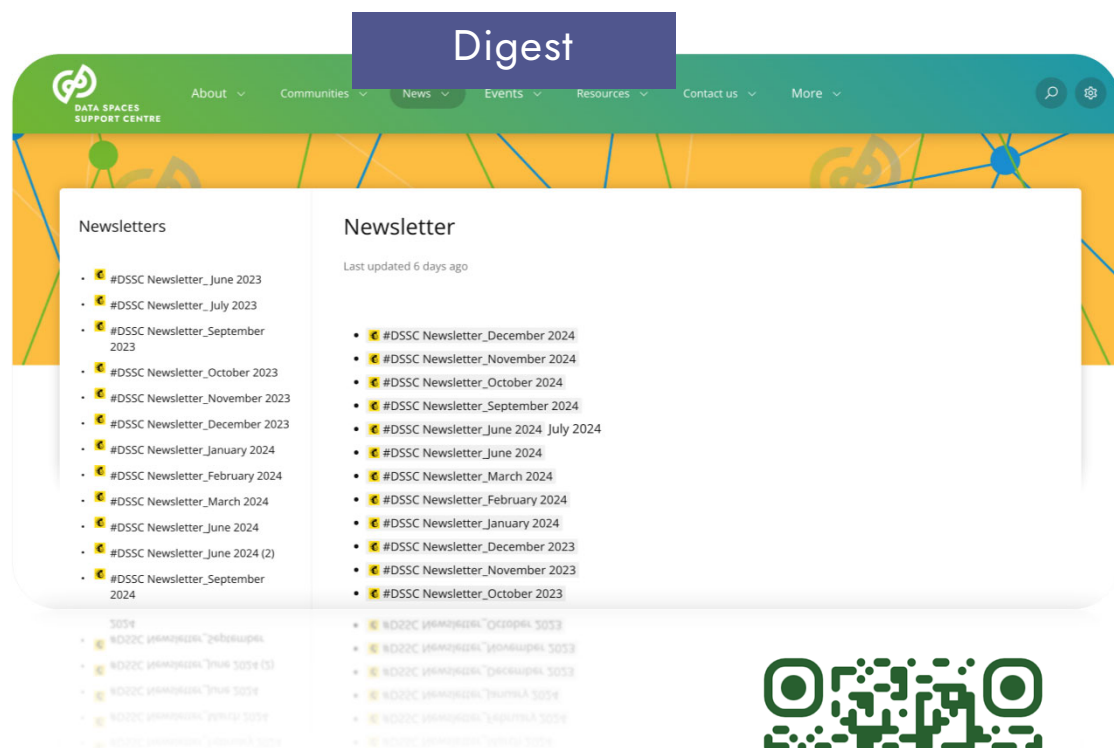 Digest
DATA SPACES
SUPPORT CENTRE
About
Communities
News
Events
Resources
Contact us
More
Newsletters
#DSSC Newsletter_ June 2023
#DSSC Newsletter_ July 2023
#DSSC Newsletter_September
2023
#DSSC Newsletter_October 2023
#DSSC Newsletter_November 2023
#DSSC Newsletter_December 2023
#DSSC Newsletter_January 2024
#DSSC Newsletter_February 2024
#DSSC Newsletter_March 2024
#DSSC Newsletter_June 2024
#DSSC Newsletter_June 2024 (2)
#DSSC Newsletter_September
2024
Newsletter
Last updated 6 days ago
#DSSC Newsletter_December 2024
#DSSC Newsletter_November 2024
#DSSC Newsletter_October 2024
#DSSC Newsletter_September 2024
#DSSC Newsletter_June 2024 July 2024
#DSSC Newsletter_June 2024
#DSSC Newsletter_March 2024
#DSSC Newsletter_February 2024
#DSSC Newsletter_January 2024
#DSSC Newsletter_December 2023
#DSSC Newsletter_November 2023
#DSSC Newsletter_October 2023